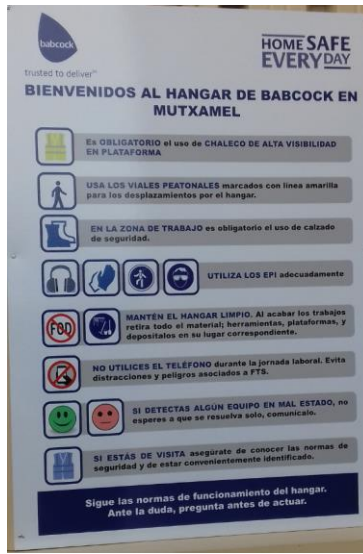 babcock
trusted to deliver™
HOME SAFE
EVERY DAY
BIENVENIDOS AL HANGAR DE BABCOCK EN
MUTXAMEL
Es OBLIGATORIO el uso de CHALECO DE ALTA VISIBILIDAD
EN PLATAFORMA
USA LOS VIALES PEATONALES marcados con línea amarilla
para los desplazamientos por el hangar.
EN LA ZONA DE TRABAJO es obligatorio el uso de calzado
de seguridad.
UTILIZA LOS EPI adecuadamente
FOD
MANTÉN EL HANGAR LIMPIO. Al acabar los trabajos
retira todo el material; herramientas, plataformas, y
depositalos en su lugar correspondiente.
NO UTILICES EL TELÉFONO durante la jornada laboral. Evita
distracciones y peligros asociados a FTS.
SI DETECTAS ALGÚN EQUIPO EN MAL ESTADO, no
esperes a que se resuelva solo, comunícalo.
SI ESTÁS DE VISITA asegúrate de conocer las normas de
seguridad y de estar convenientemente identificado.
Sigue las normas de funcionamiento del hangar.
Ante la duda, pregunta antes de actuar.